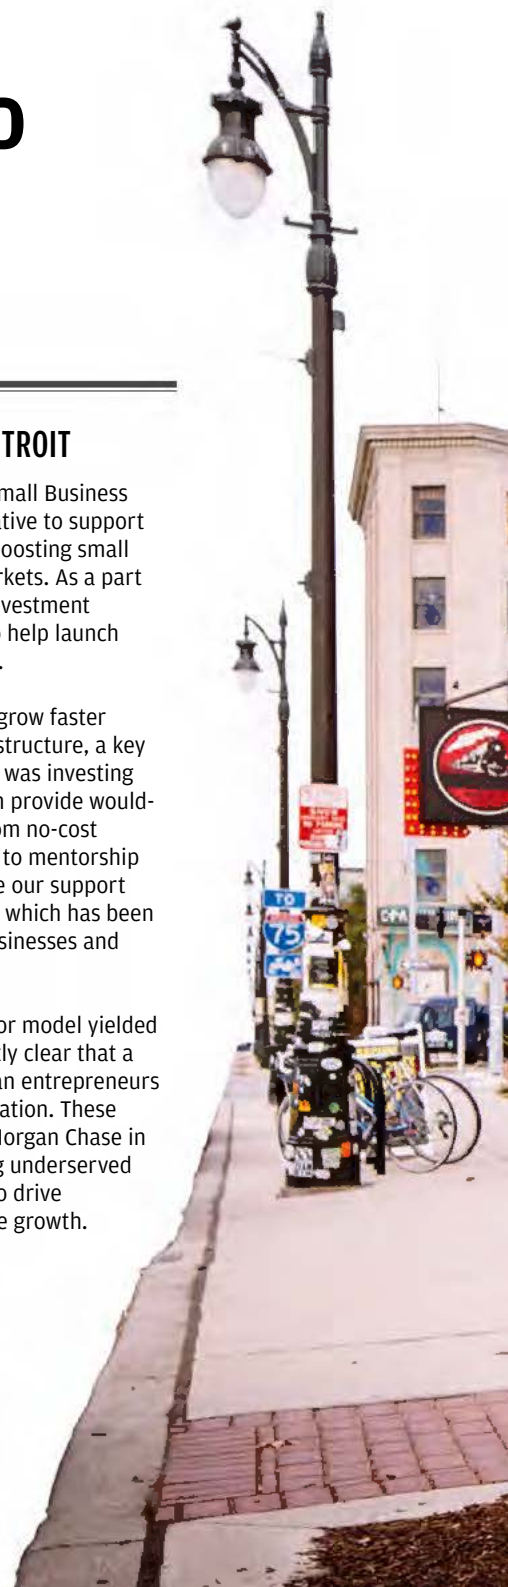 O
TROIT
mall Business
ative to support
oosting small
rkets. As a part
vestment
o help launch
.
grow faster
structure, a key
was investing
n provide would-
om no-cost
to mentorship
e our support
which has been
sinesses and
or model yielded
tly clear that a
an entrepreneurs
ation. These
Morgan Chase in
g underserved
o drive
e growth.
TO
75